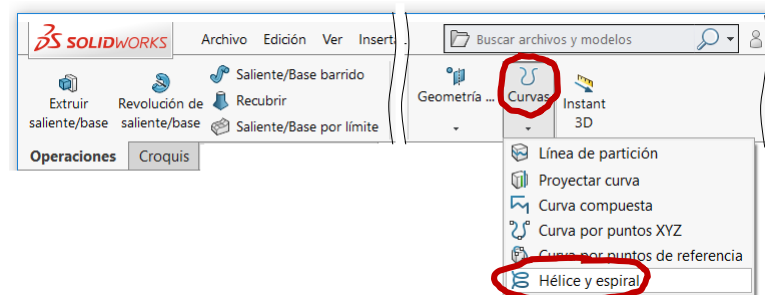 SOLIDWORKS Archivo Edición Ver Inserta... Buscar archivos y modelos
Extruir saliente/base
Revolución de saliente/base
Saliente/Base barrido
Recubrir
Saliente/Base por límite
Geometría ...
Curvas
Instant 3D
Operaciones Croquis
Línea de partición
Proyectar curva
Curva compuesta
Curva por puntos XYZ
Curva por puntos de referencia
Hélice y espiral